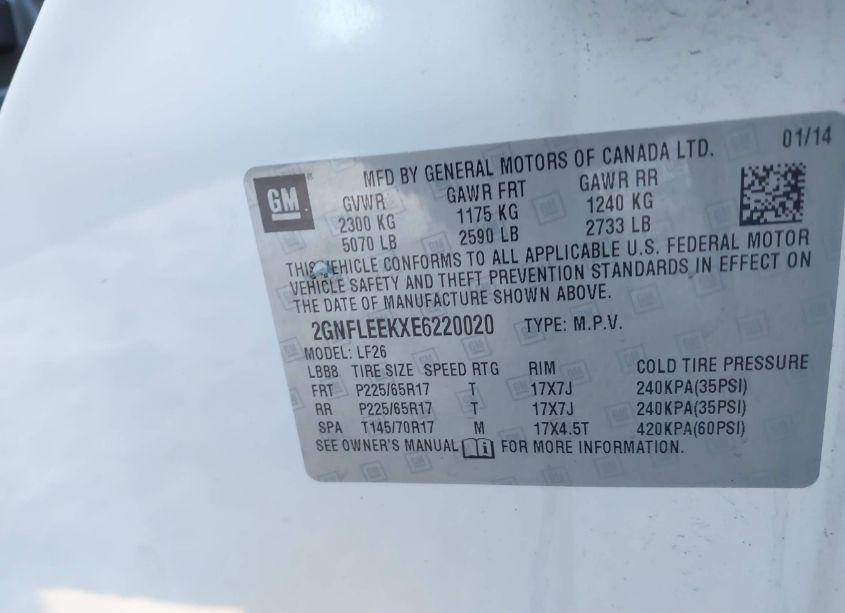 01/14
MFD BY GENERAL MOTORS OF CANADA LTD.
GM
GVWR GAWR FRT GAWR RR
2300 KG 1175 KG 1240 KG
5070 LB 2590 LB 2733 LB
THIS VEHICLE CONFORMS TO ALL APPLICABLE U.S. FEDERAL MOTOR
VEHICLE SAFETY AND THEFT PREVENTION STANDARDS IN EFFECT ON
THE DATE OF MANUFACTURE SHOWN ABOVE.
2GNFLEEKXE6220020 TYPE: M.P.V.
MODEL: LF26
LBB8 TIRE SIZE SPEED RTG RIM COLD TIRE PRESSURE
FRT P225/65R17 T 17X7J 240KPA(35PSI)
RR P225/65R17 T 17X7J 240KPA(35PSI)
SPA T145/70R17 M 17X4.5T 420KPA(60PSI)
SEE OWNER'S MANUAL FOR MORE INFORMATION.